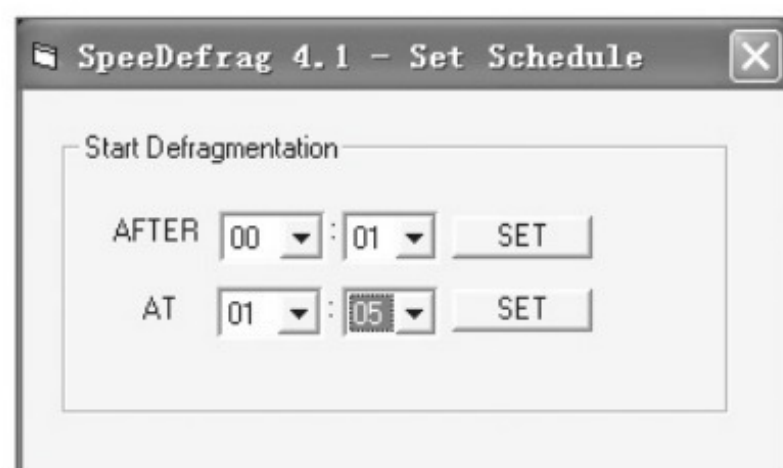 SpeeDefrag 4.1 - Set Schedule
Start Defragmentation
AFTER 00 : 01 SET
AT 01 : 05 SET